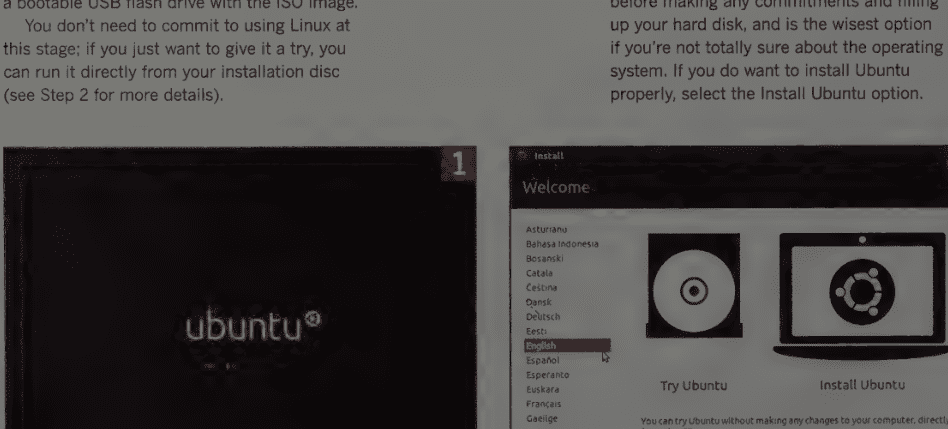 a bootable USB flash drive with the ISO image.
You don't need to commit to using Linux at
this stage; if you just want to give it a try, you
can run it directly from your installation disc
(see Step 2 for more details).
before making any commitments and filling
up your hard disk, and is the wisest option
if you're not totally sure about the operating
system. If you do want to install Ubuntu
properly, select the Install Ubuntu option.
1
ubuntu
Install
Welcome
Asturianu
Bahasa Indonesia
Bosanski
Català
Čeština
Dansk
Deutsch
Eesti
English
Español
Esperanto
Euskara
Français
Gaeilge
Try Ubuntu
Install Ubuntu
You can try Ubuntu without making any changes to your computer, directly